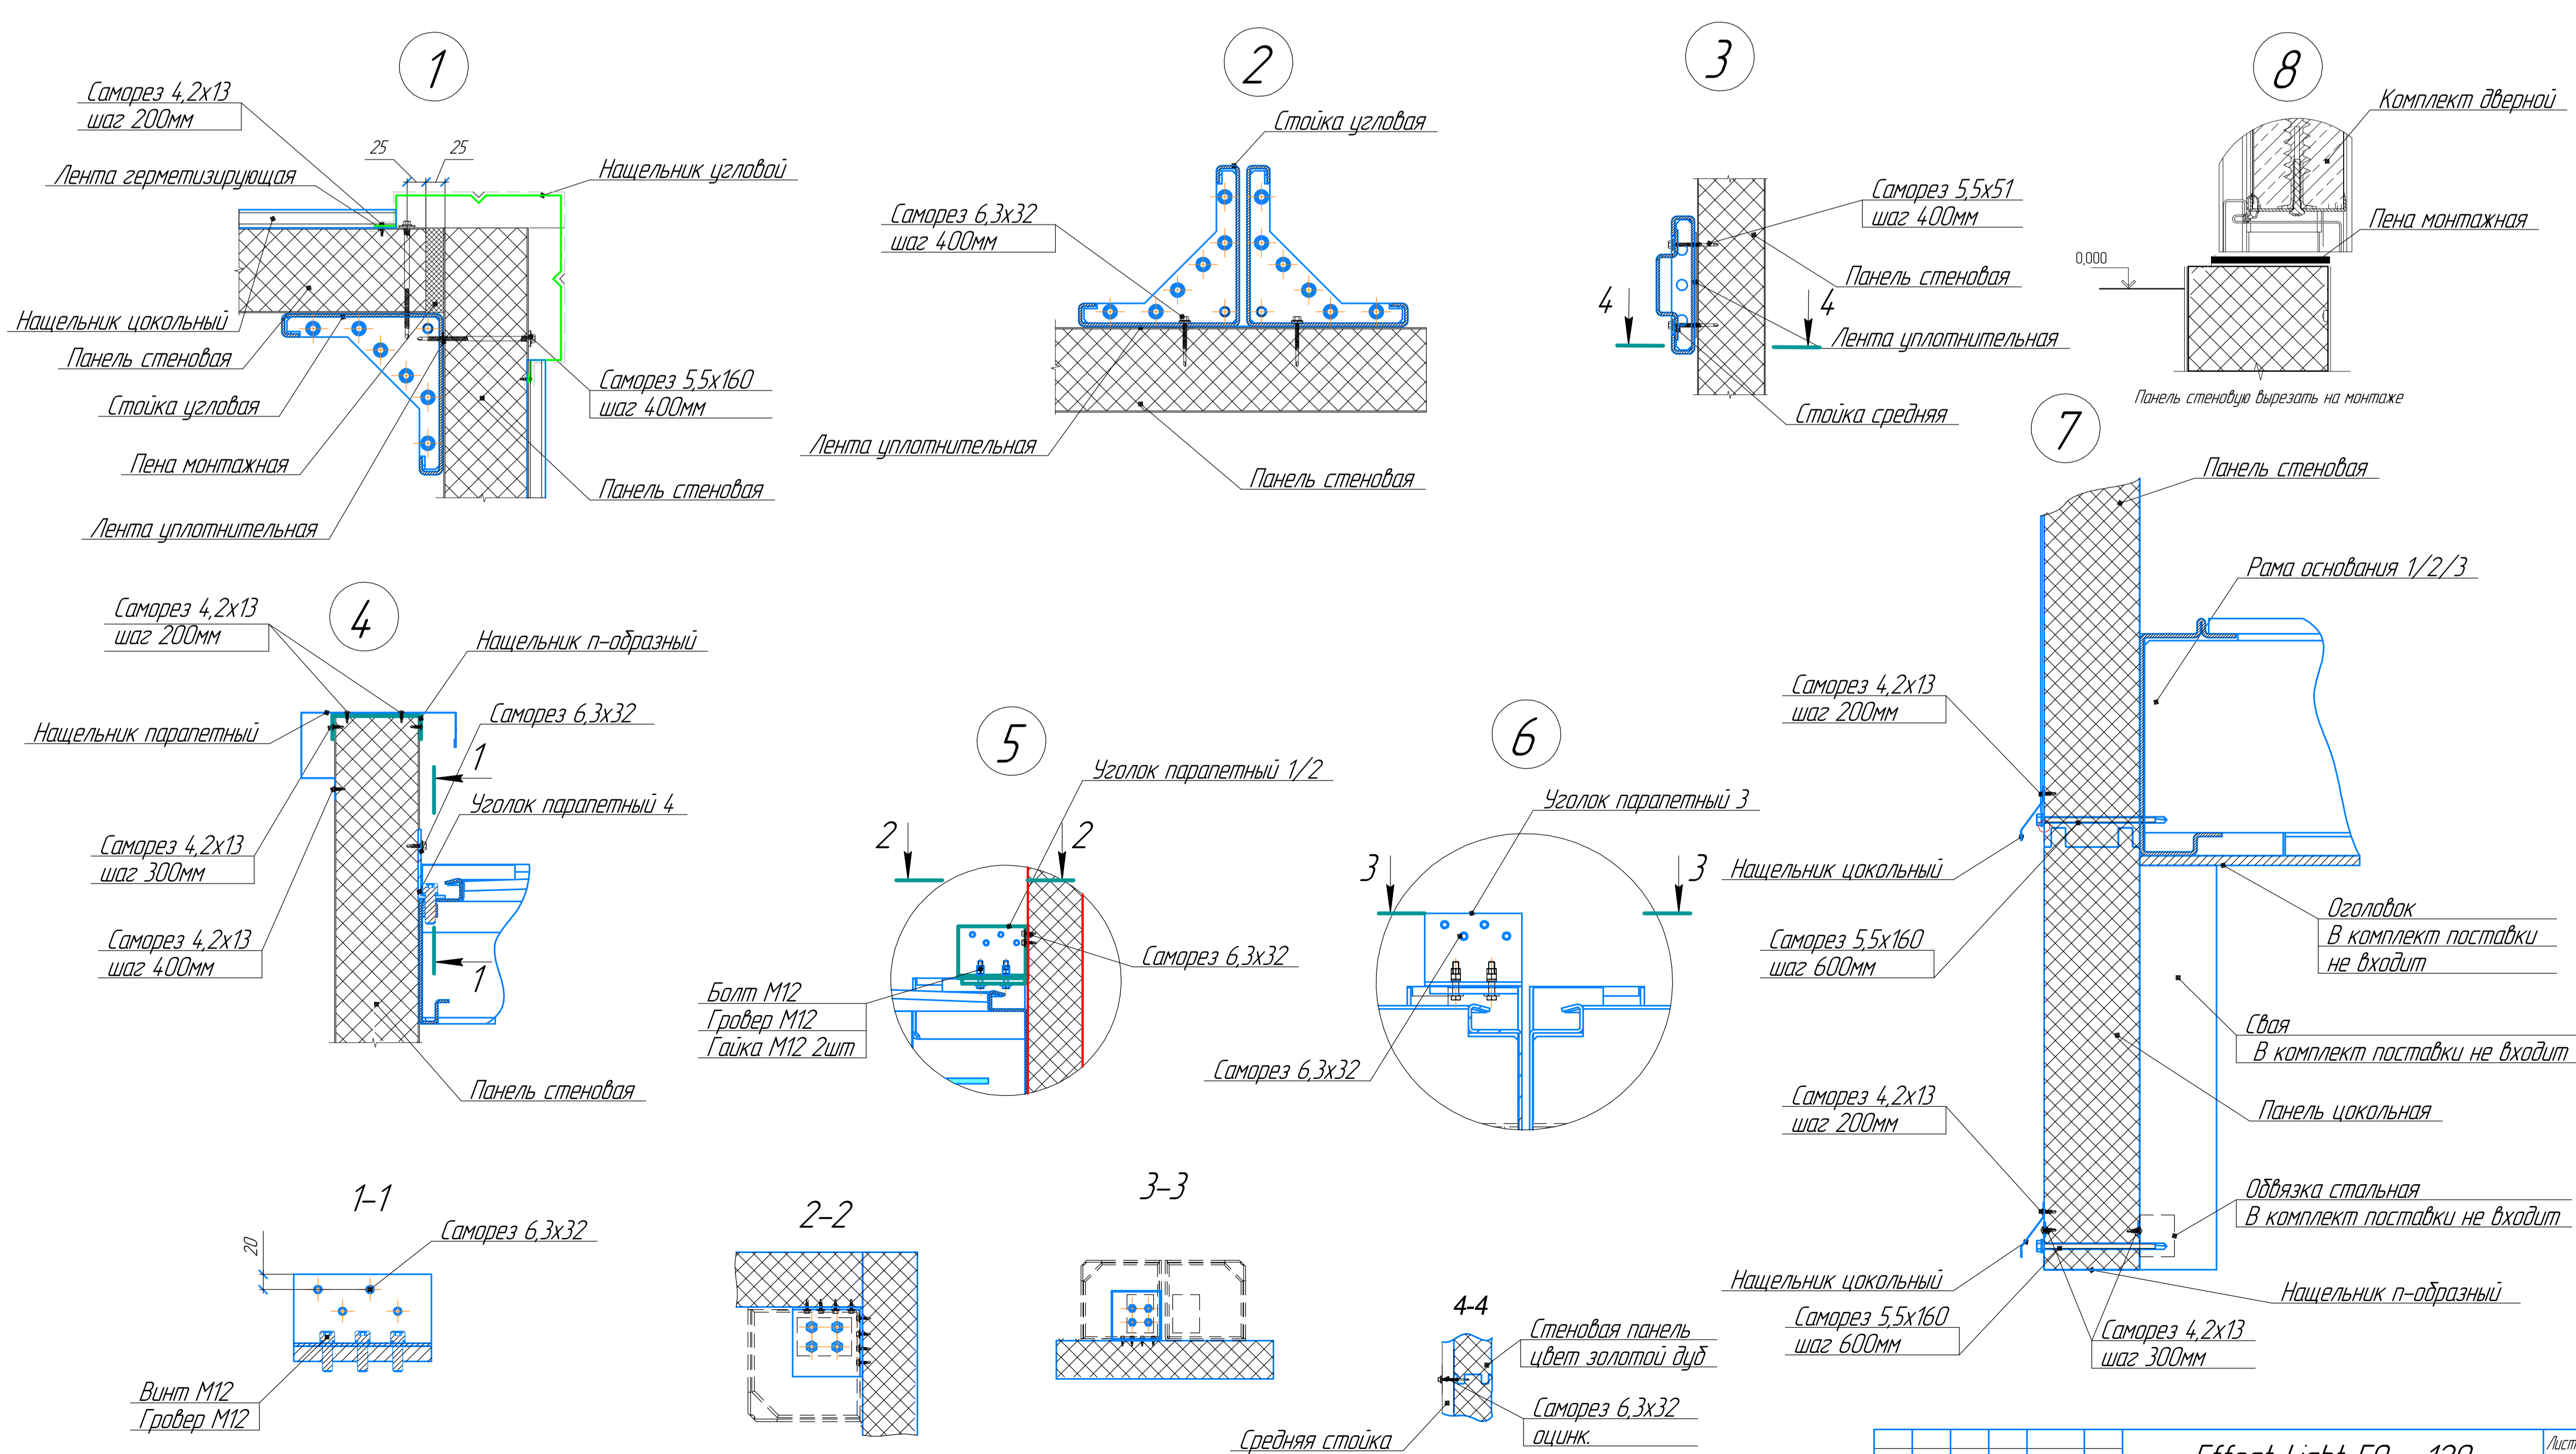 1
Саморез 4,2х13
шаг 200мм
25
25
Лента герметизирующая
Нащельник угловой
Нащельник цокольный
Панель стеновая
Стойка угловая
Саморез 5,5х160
шаг 400мм
Пена монтажная
Панель стеновая
Лента уплотнительная
2
Стойка угловая
Саморез 6,3х32
шаг 400мм
Лента уплотнительная
Панель стеновая
3
Саморез 5,5х51
шаг 400мм
Панель стеновая
4
4
Лента уплотнительная
Стойка средняя
8
Комплект дверной
Пена монтажная
0,000
Панель стеновую вырезать на монтаже
4
Саморез 4,2х13
шаг 200мм
Нащельник п-образный
Саморез 6,3х32
Нащельник парапетный
1
Уголок парапетный 4
Саморез 4,2х13
шаг 300мм
Саморез 4,2х13
шаг 400мм
1
Панель стеновая
5
Уголок парапетный 1/2
2
2
Саморез 6,3х32
Болт М12
Гровер М12
Гайка М12 2шт
6
Уголок парапетный 3
3
3
Саморез 6,3х32
7
Панель стеновая
Рама основания 1/2/3
Саморез 4,2х13
шаг 200мм
Нащельник цокольный
Саморез 5,5х160
шаг 600мм
Оголовок
В комплект поставки
не входит
Свая
В комплект поставки не входит
Саморез 4,2х13
шаг 200мм
Панель цокольная
Обвязка стальная
В комплект поставки не входит
Нащельник цокольный
Нащельник п-образный
Саморез 5,5х160
шаг 600мм
Саморез 4,2х13
шаг 300мм
1-1
20
Саморез 6,3х32
Винт М12
Гровер М12
2-2
3-3
4-4
Стеновая панель
цвет золотой дуб
Саморез 6,3х32
оцинк.
Средняя стойка
Лист